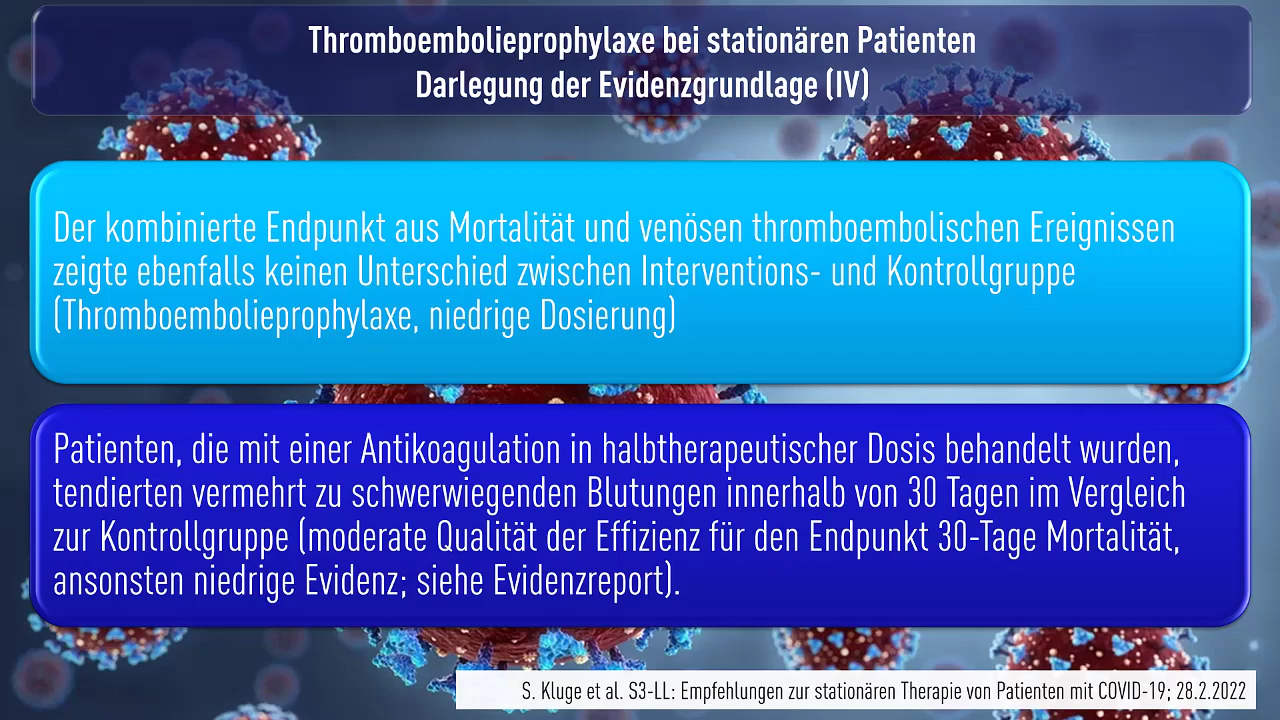 Thromboembolieprophylaxe bei stationären Patienten
Darlegung der Evidenzgrundlage (IV)
Der kombinierte Endpunkt aus Mortalität und venösen thromboembolischen Ereignissen
zeigte ebenfalls keinen Unterschied zwischen Interventions- und Kontrollgruppe
(Thromboembolieprophylaxe, niedrige Dosierung)
Patienten, die mit einer Antikoagulation in halbtherapeutischer Dosis behandelt wurden,
tendierten vermehrt zu schwerwiegenden Blutungen innerhalb von 30 Tagen im Vergleich
zur Kontrollgruppe (moderate Qualität der Effizienz für den Endpunkt 30-Tage Mortalität,
ansonsten niedrige Evidenz; siehe Evidenzreport).
S. Kluge et al. S3-LL: Empfehlungen zur stationären Therapie von Patienten mit COVID-19; 28.2.2022